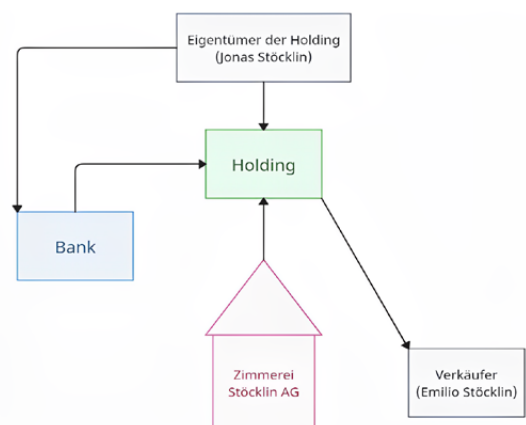 Eigentümer der Holding
(Jonas Stöcklin)
Holding
Bank
Zimmerei
Stöcklin AG
Verkäufer
(Emilio Stöcklin)